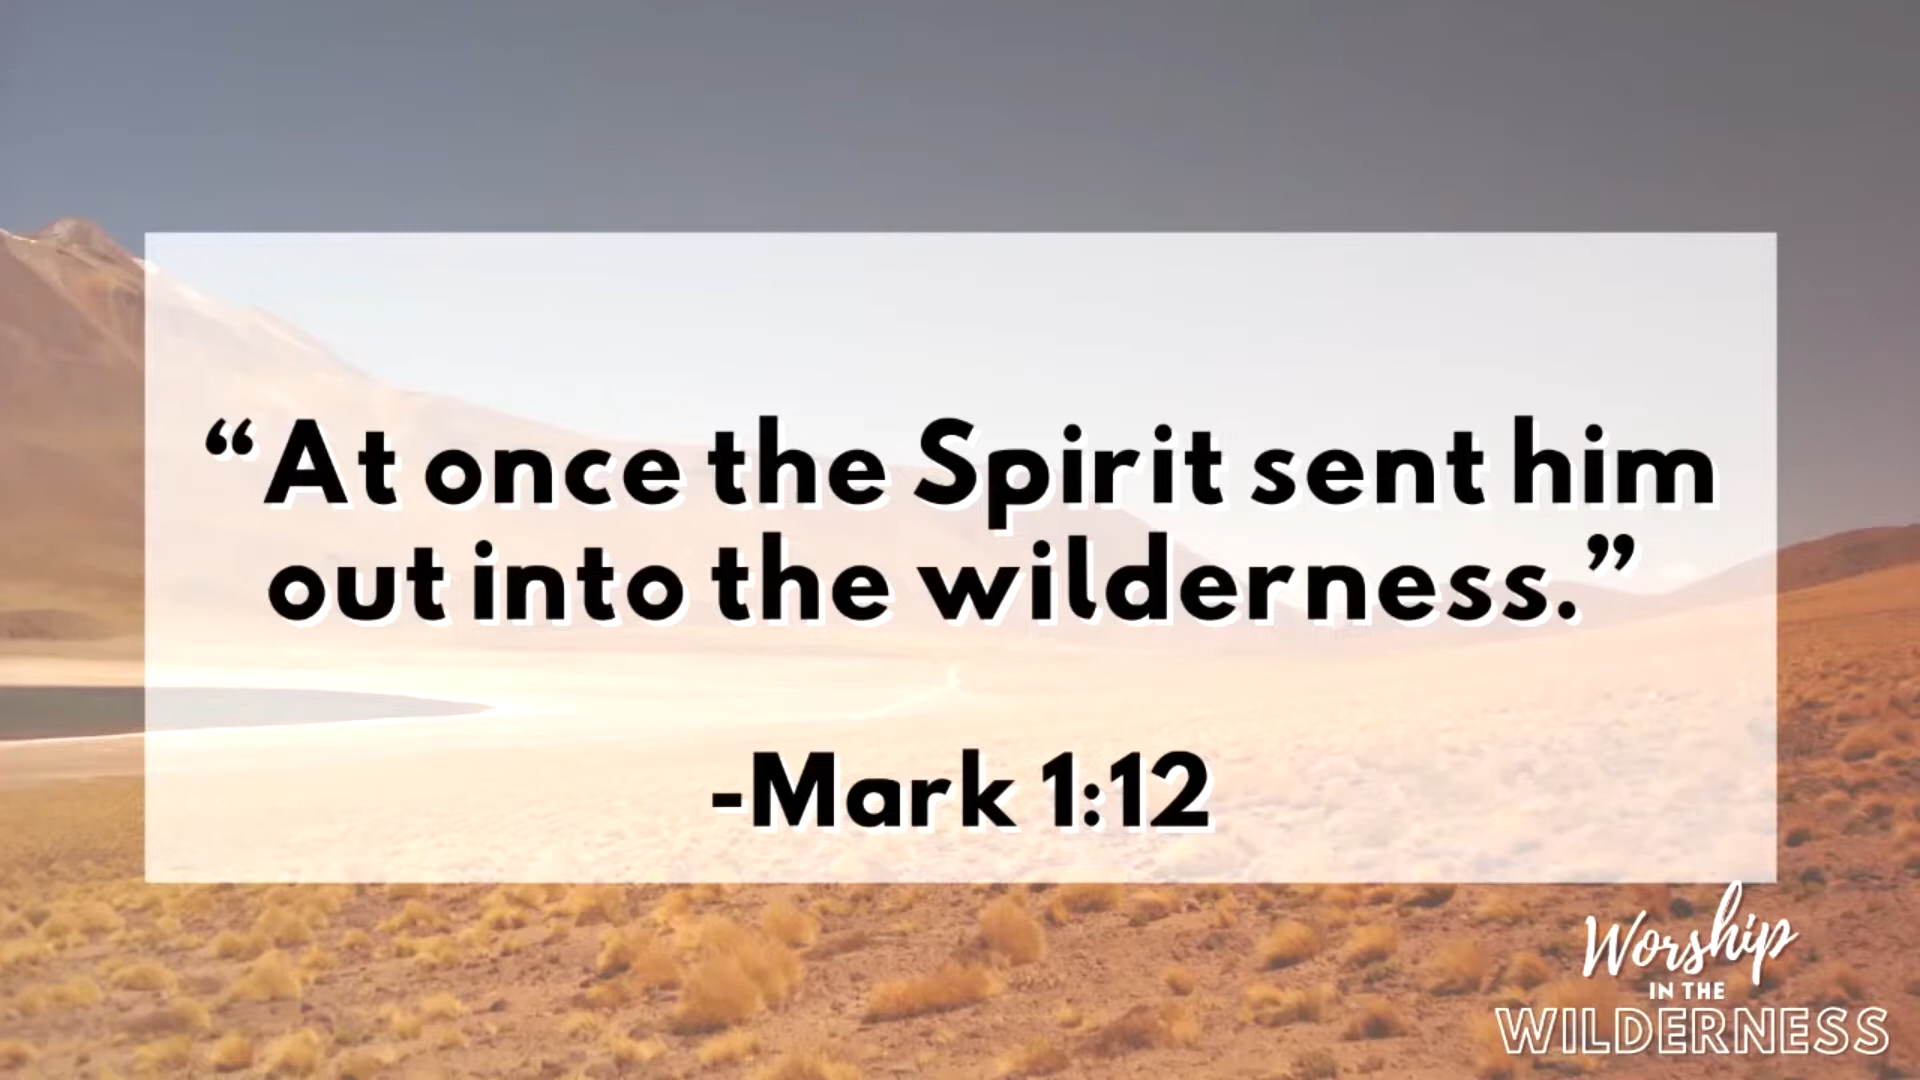 “At once the Spirit sent him
out into the wilderness.”
-Mark 1:12
Worship
IN THE
WILDERNESS